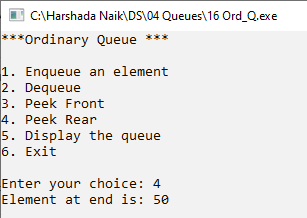 C:\Harshada Naik\DS\04 Queues\16 Ord_Q.exe
***Ordinary Queue ***
1. Enqueue an element
2. Dequeue
3. Peek Front
4. Peek Rear
5. Display the queue
6. Exit
Enter your choice: 4
Element at end is: 50